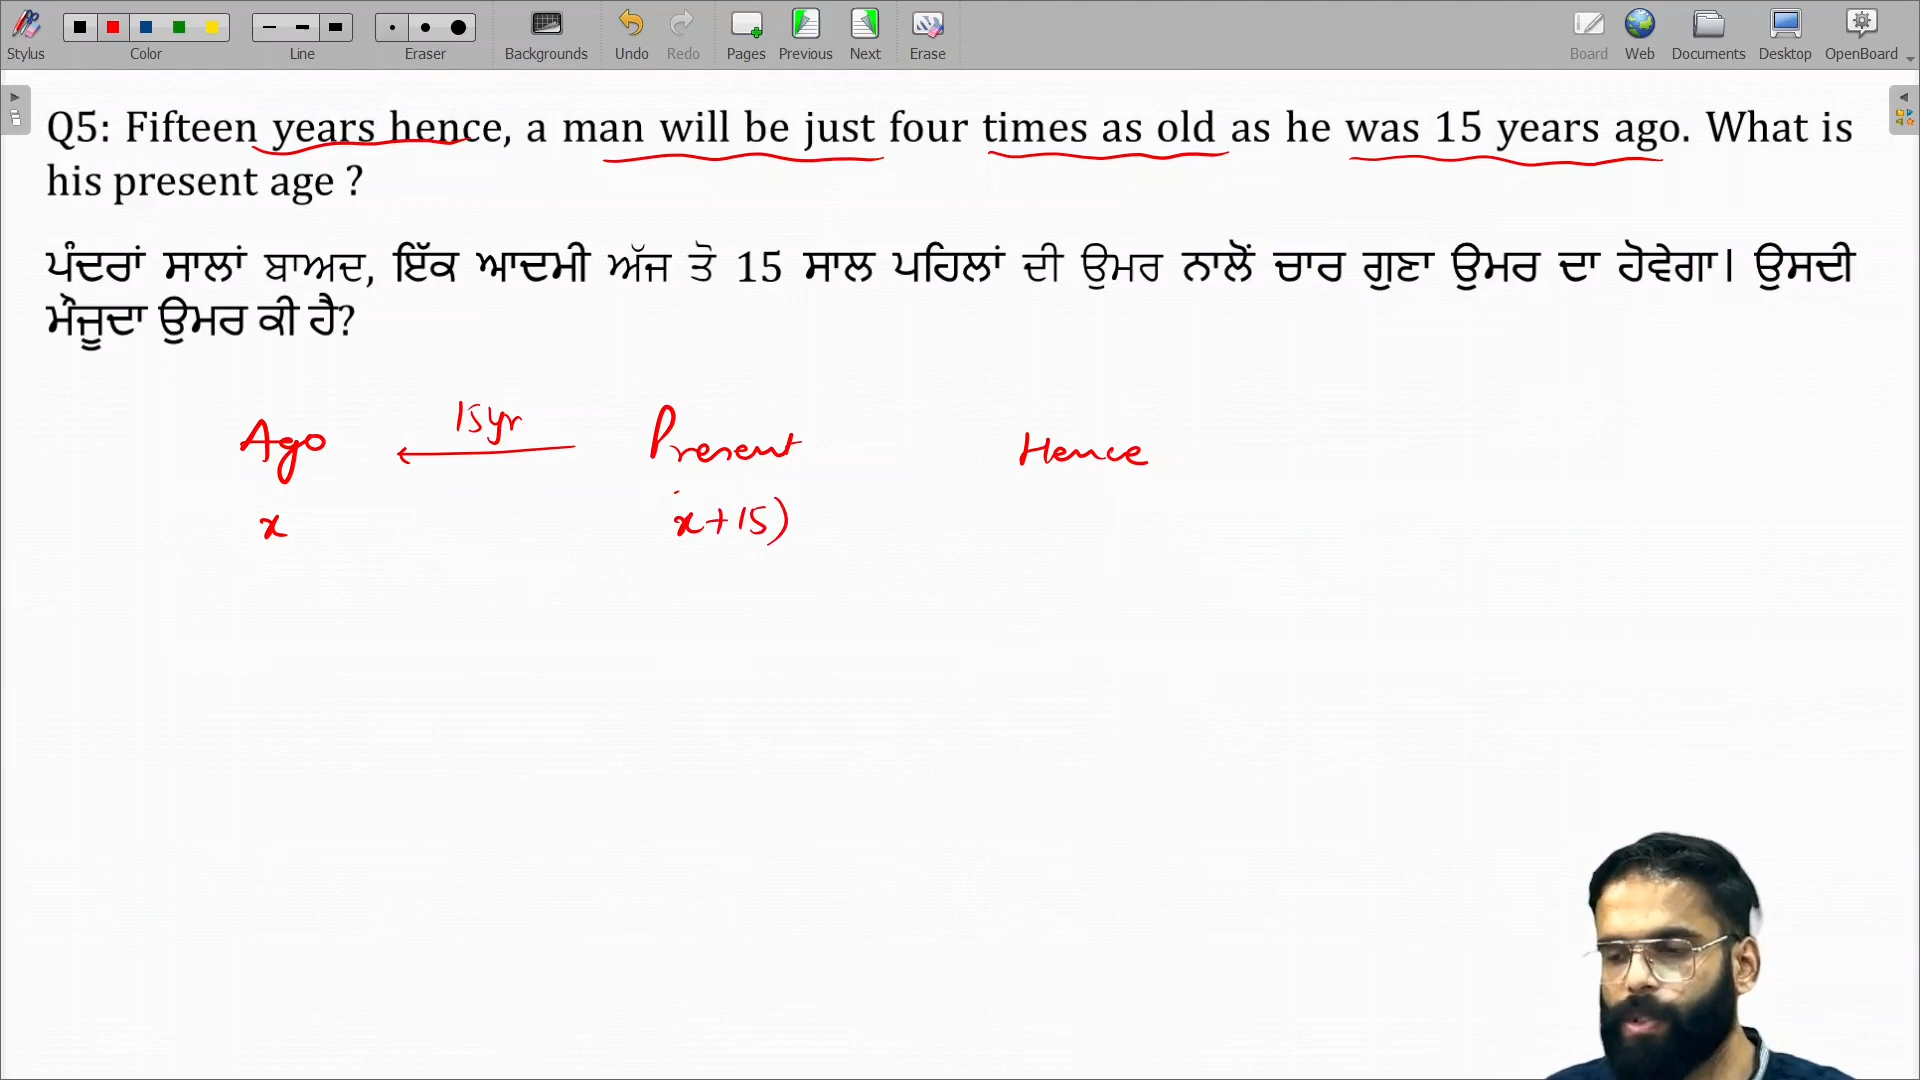 Stylus Color Line Eraser Backgrounds Undo Redo Pages Previous Next Erase Board Web Documents Desktop OpenBoard
Q5: Fifteen years hence, a man will be just four times as old as he was 15 years ago. What is
his present age ?
ਪੰਦਰਾਂ ਸਾਲਾਂ ਬਾਅਦ, ਇੱਕ ਆਦਮੀ ਅੱਜ ਤੋ 15 ਸਾਲ ਪਹਿਲਾਂ ਦੀ ਉਮਰ ਨਾਲੋਂ ਚਾਰ ਗੁਣਾ ਉਮਰ ਦਾ ਹੋਵੇਗਾ। ਉਸਦੀ
ਮੌਜੂਦਾ ਉਮਰ ਕੀ ਹੈ?
Ago 15yr Present Hence
x x+15)